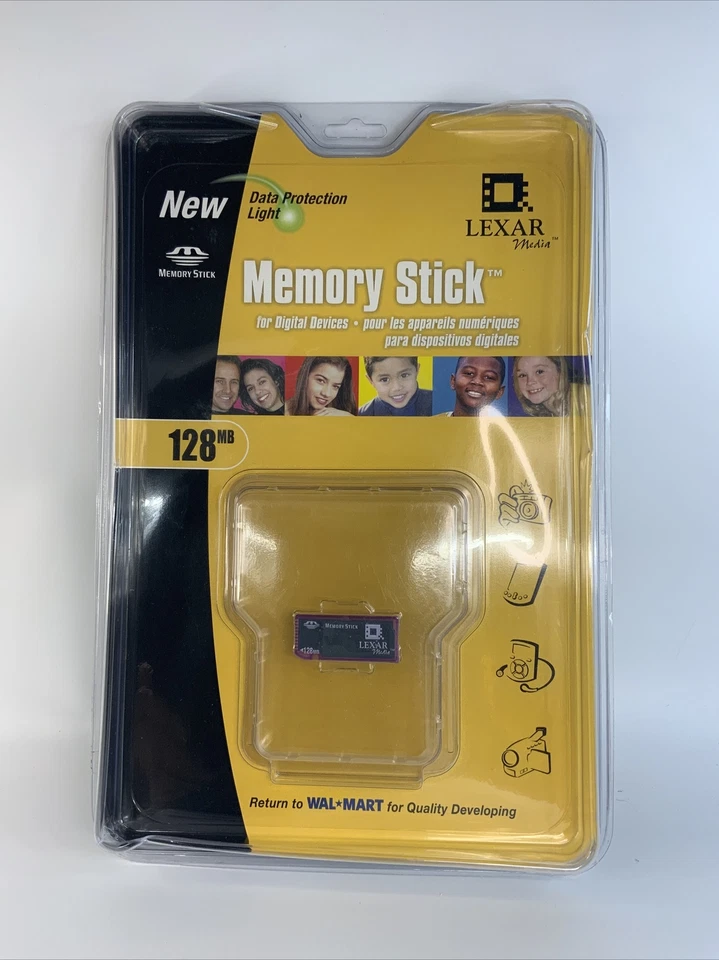 New
Data Protection
Light
LEXAR
Media™
MEMORY STICK
Memory Stick™
for Digital Devices • pour les appareils numériques
para dispositivos digitales
128MB
MEMORY STICK
LEXAR
Media
128MB
Return to WAL★MART for Quality Developing